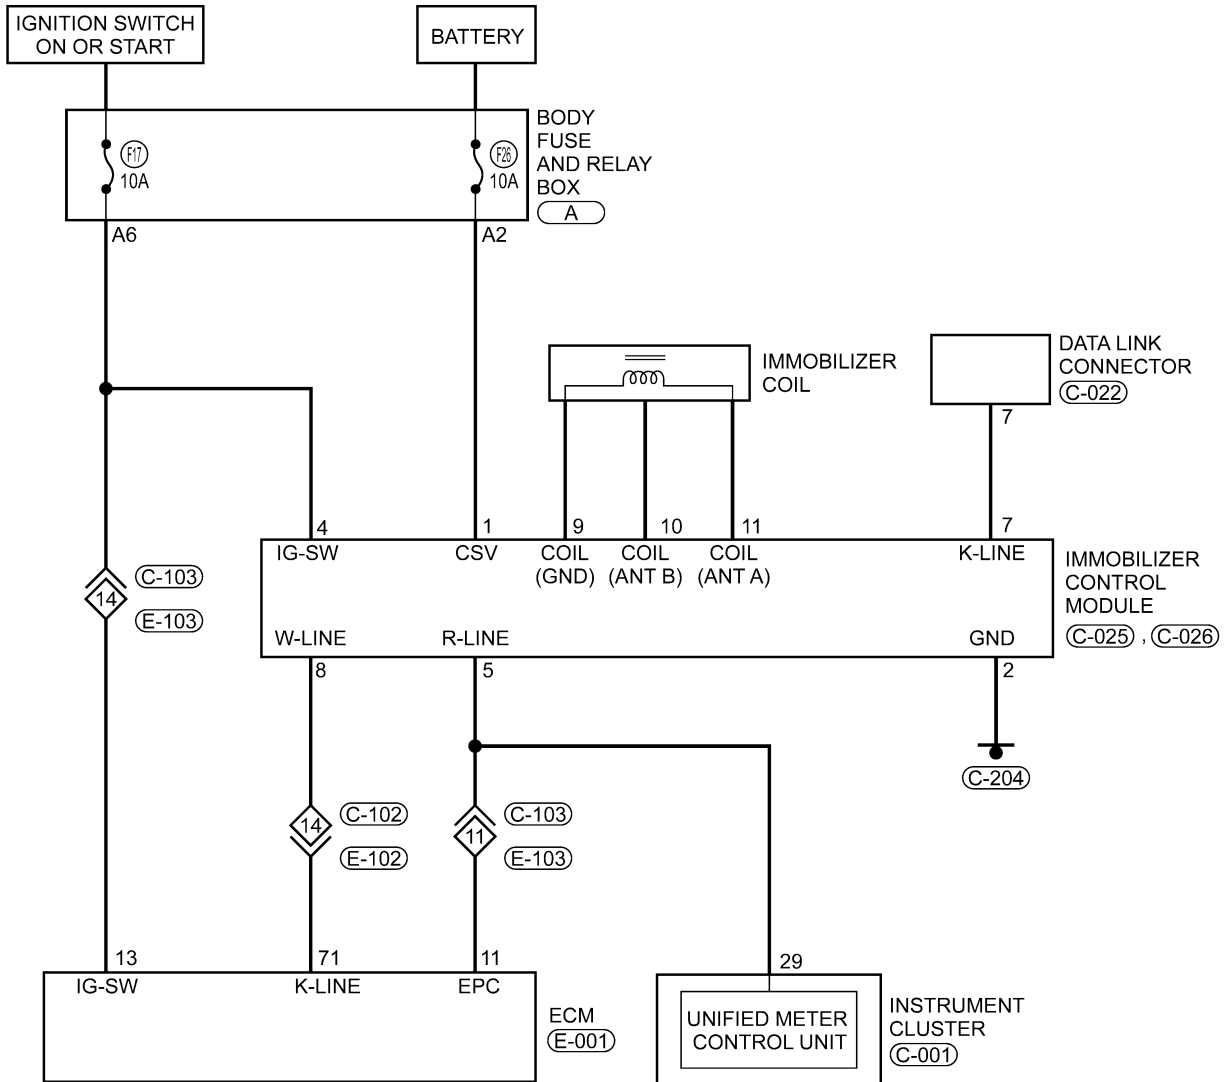 IGNITION SWITCH
ON OR START
BATTERY
BODY
FUSE
AND RELAY
BOX
A
F17
10A
F26
10A
A6
A2
IMMOBILIZER
COIL
DATA LINK
CONNECTOR
C-022
7
4
1
9
10
11
7
IG-SW
CSV
COIL
(GND)
COIL
(ANT B)
COIL
(ANT A)
K-LINE
IMMOBILIZER
CONTROL
MODULE
C-025 , C-026
C-103
14
E-103
W-LINE
R-LINE
GND
8
5
2
C-204
C-102
14
E-102
C-103
11
E-103
13
71
11
29
IG-SW
K-LINE
EPC
ECM
E-001
UNIFIED METER
CONTROL UNIT
INSTRUMENT
CLUSTER
C-001